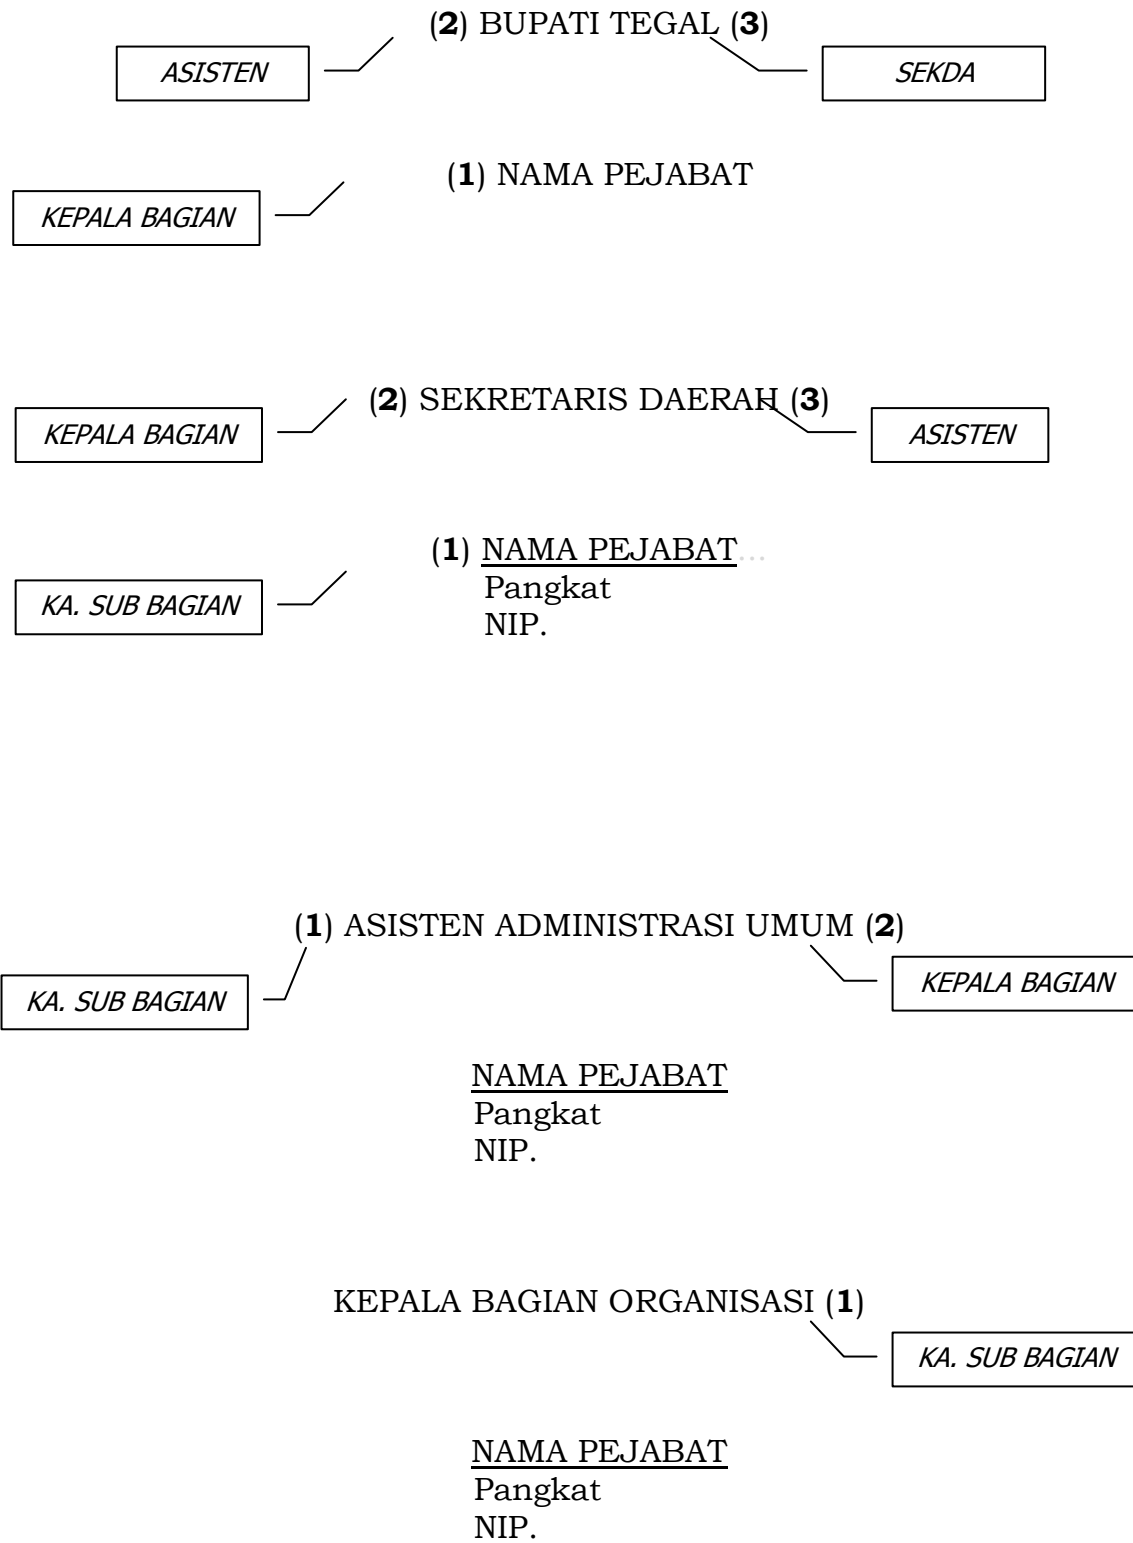 (2) BUPATI TEGAL (3)
ASISTEN
SEKDA
(1) NAMA PEJABAT
KEPALA BAGIAN
(2) SEKRETARIS DAERAH (3)
KEPALA BAGIAN
ASISTEN
(1) NAMA PEJABAT...
Pangkat
KA. SUB BAGIAN
NIP.
(1) ASISTEN ADMINISTRASI UMUM (2)
KEPALA BAGIAN
KA. SUB BAGIAN
NAMA PEJABAT
Pangkat
NIP.
KEPALA BAGIAN ORGANISASI (1)
KA. SUB BAGIAN
NAMA PEJABAT
Pangkat
NIP.